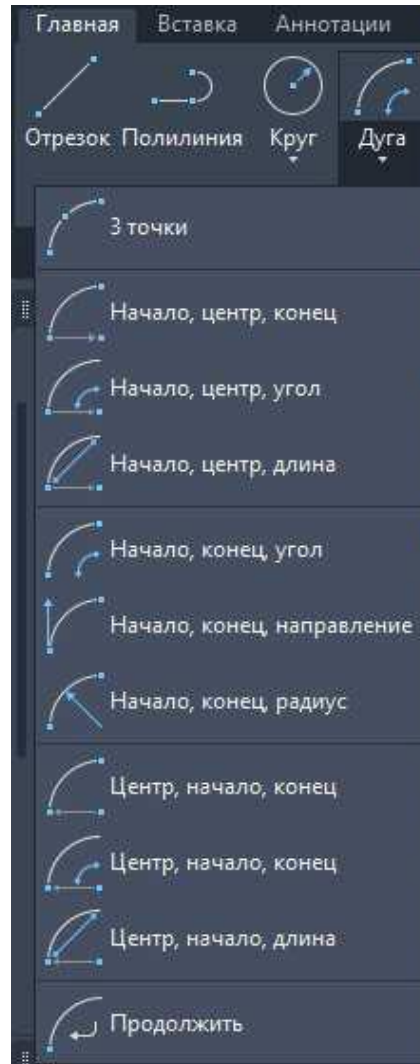 Главная Вставка Аннотации
Отрезок Полилиния Круг Дуга
3 точки
Начало, центр, конец
Начало, центр, угол
Начало, центр, длина
Начало, конец, угол
Начало, конец, направление
Начало, конец, радиус
Центр, начало, конец
Центр, начало, конец
Центр, начало, длина
Продолжить